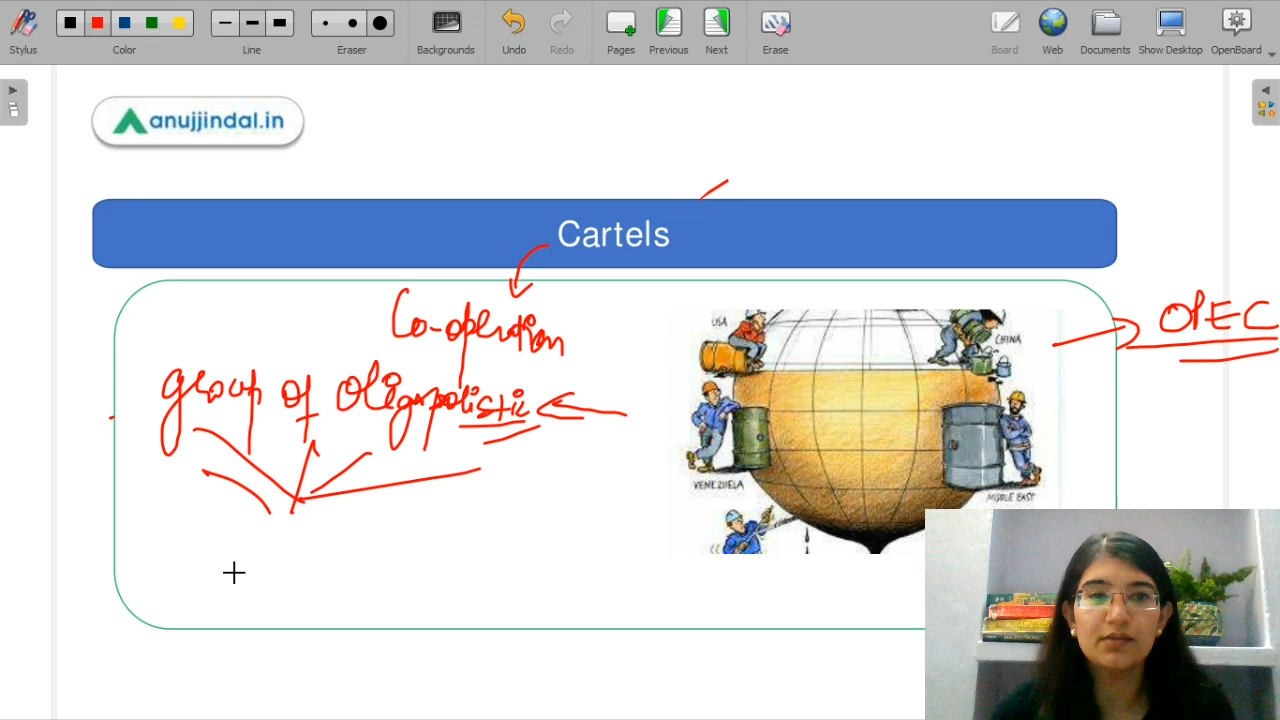 Stylus Color Line Eraser Backgrounds Undo Redo Pages Previous Next Erase Board Web Documents Show Desktop OpenBoard
anujjindal.in
Cartels
Co-operation
OPEC
group of oligopolistic
USA
CHINA
VENEZUELA
MIDDLE EAST